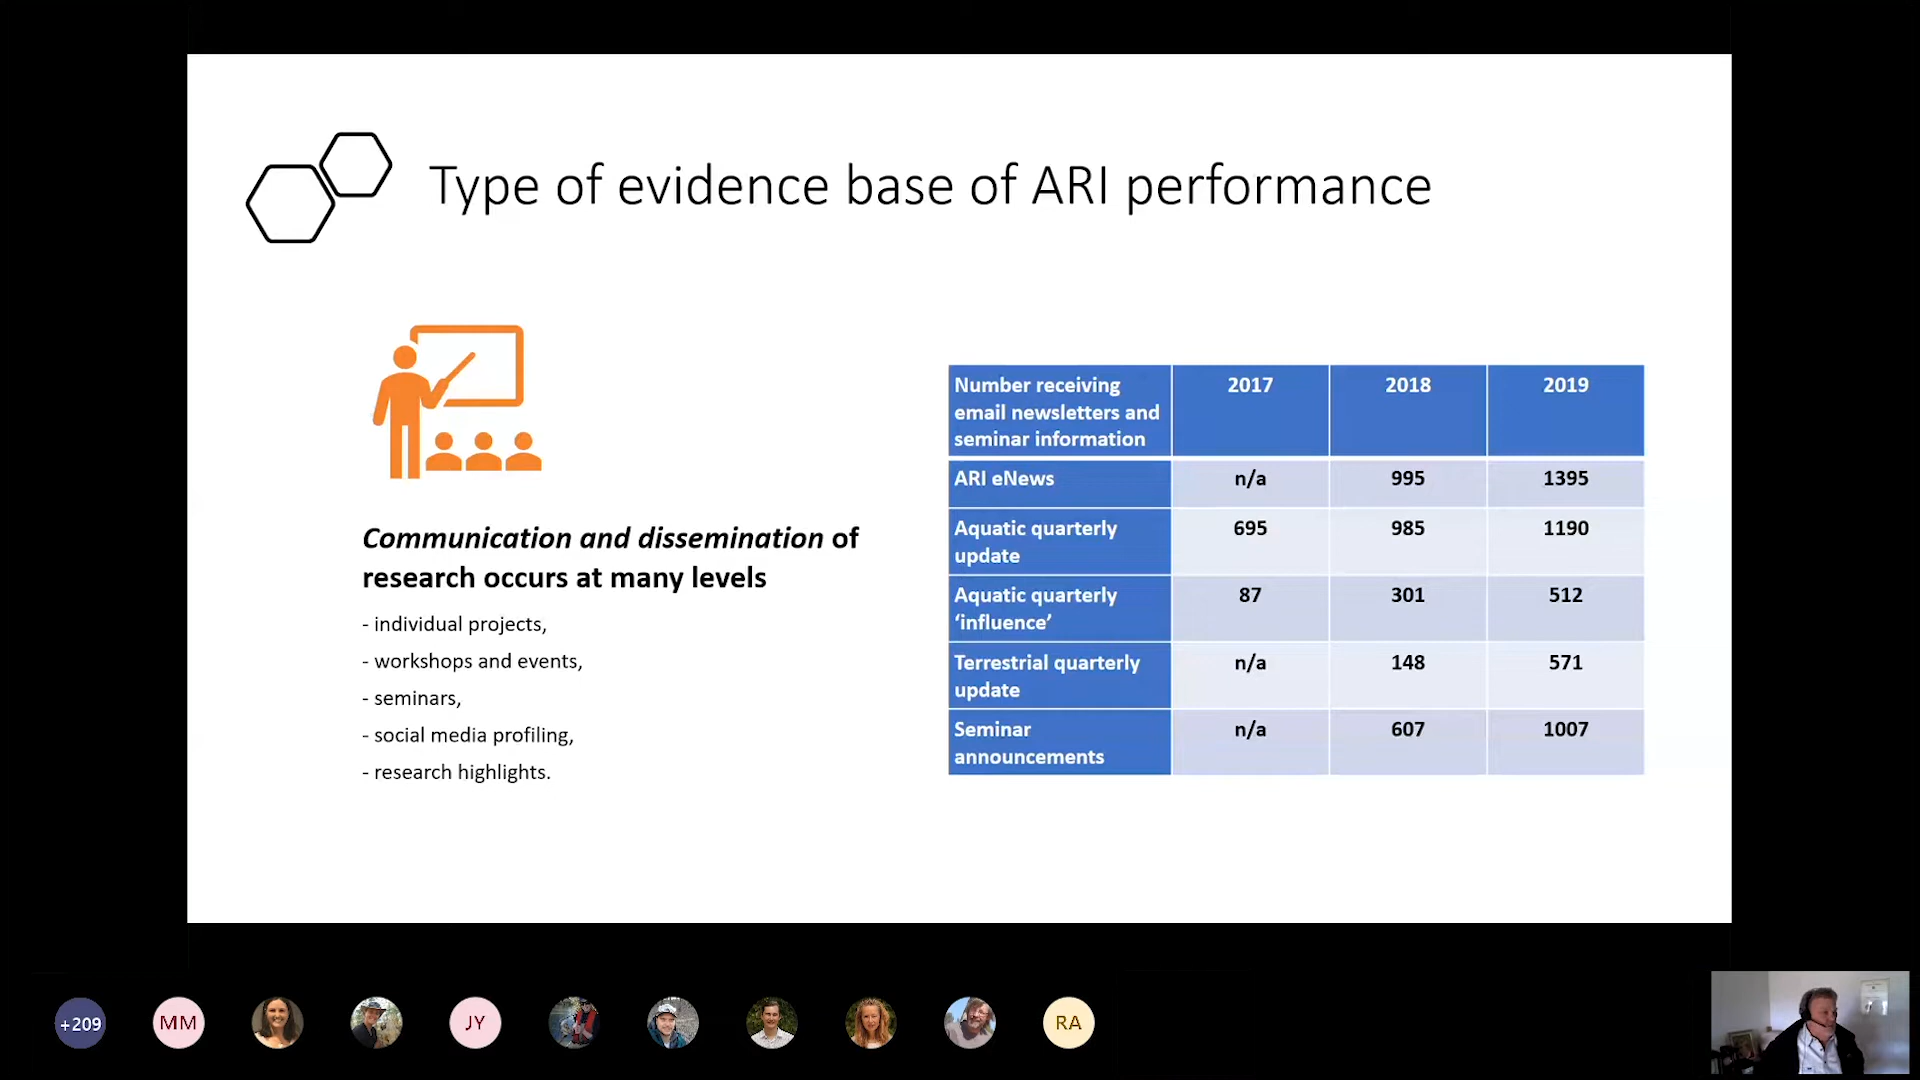 Type of evidence base of ARI performance
Communication and dissemination of
research occurs at many levels
- individual projects,
- workshops and events,
- seminars,
- social media profiling,
- research highlights.
Number receiving
email newsletters and
seminar information
2017
2018
2019
ARI eNews
n/a
995
1395
Aquatic quarterly
update
695
985
1190
Aquatic quarterly
‘influence’
87
301
512
Terrestrial quarterly
update
n/a
148
571
Seminar
announcements
n/a
607
1007
+209
MM
JY
RA